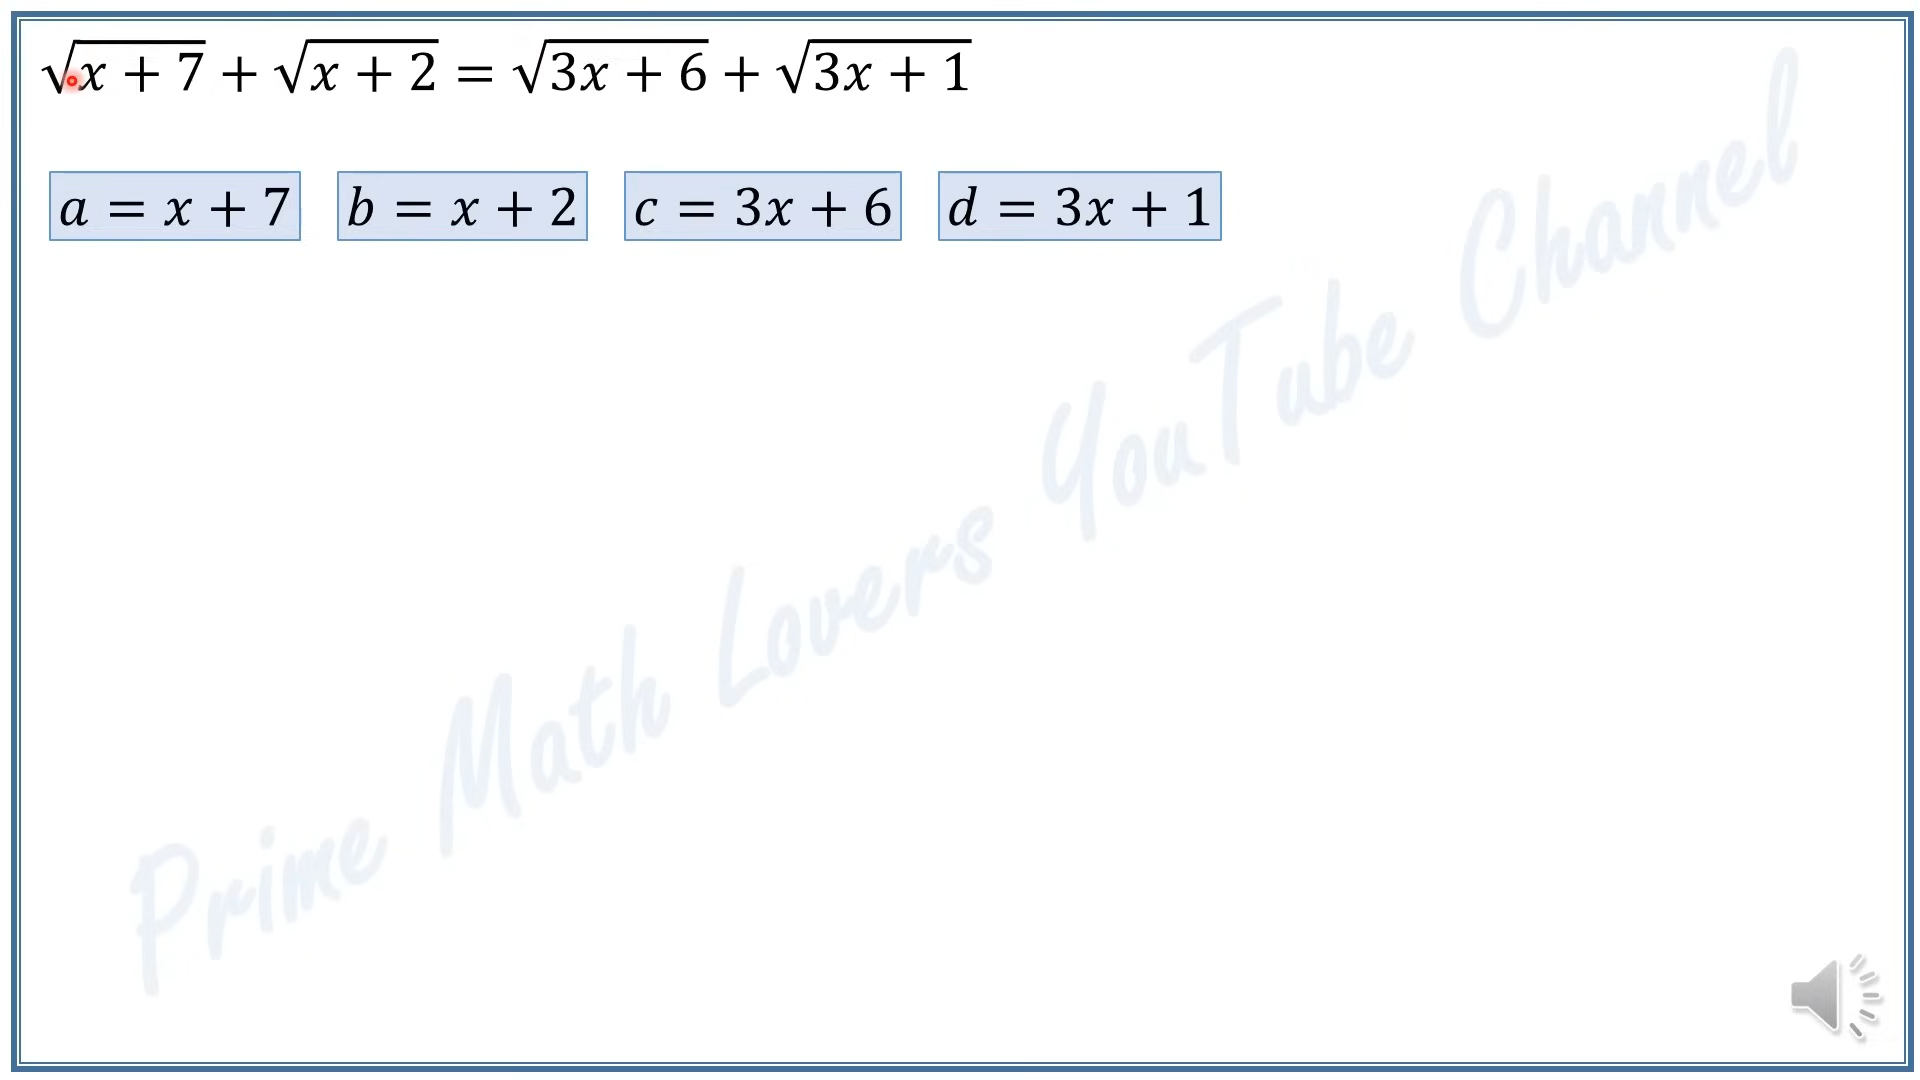 √x + 7 + √x + 2 = √3x + 6 + √3x + 1
a = x + 7 b = x + 2 c = 3x + 6 d = 3x + 1
Prime Math Lovers YouTube Channel